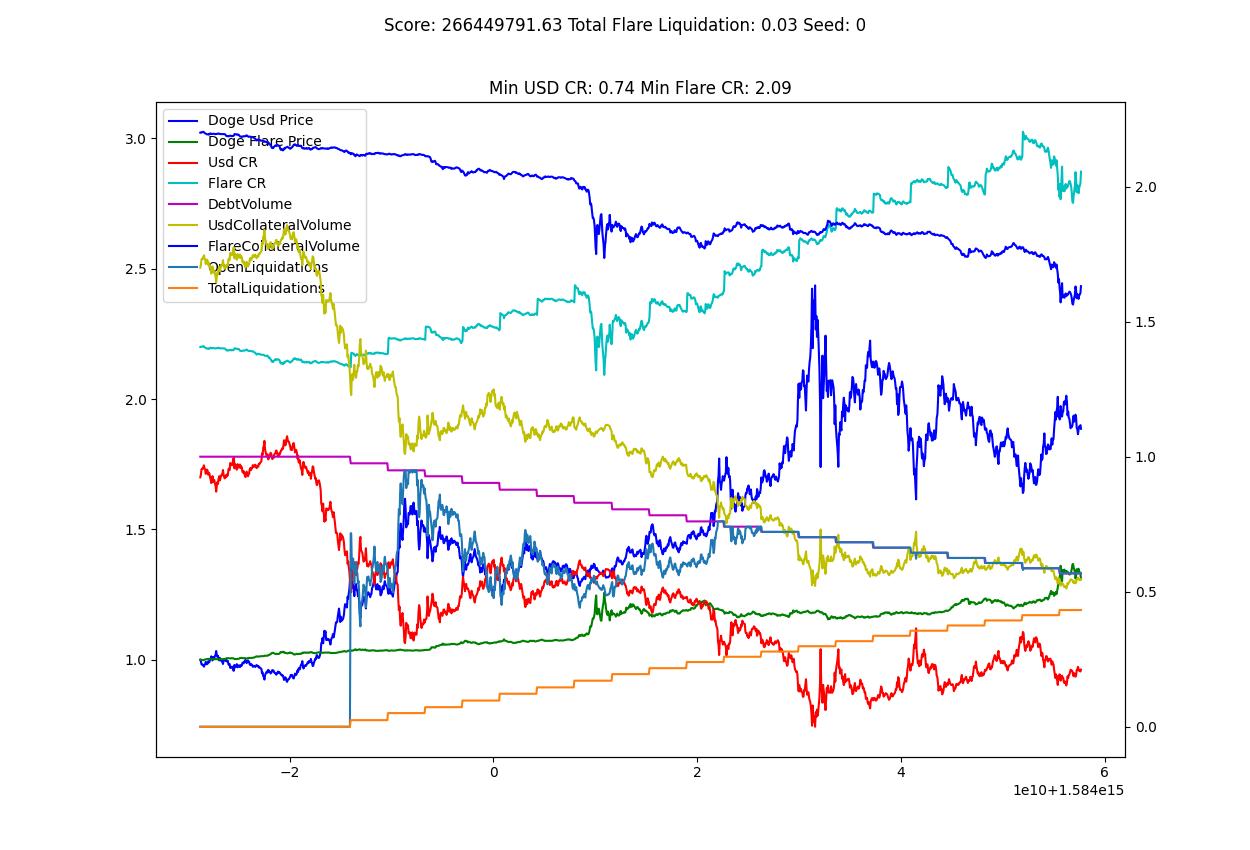 Score: 266449791.63 Total Flare Liquidation: 0.03 Seed: 0
Min USD CR: 0.74 Min Flare CR: 2.09
Doge Usd Price
Doge Flare Price
Usd CR
Flare CR
DebtVolume
UsdCollateralVolume
FlareCollateralVolume
OpenLiquidations
TotalLiquidations
3.0
2.5
2.0
1.5
1.0
2.0
1.5
1.0
0.5
0.0
−2
0
2
4
6
1e10+1.584e15